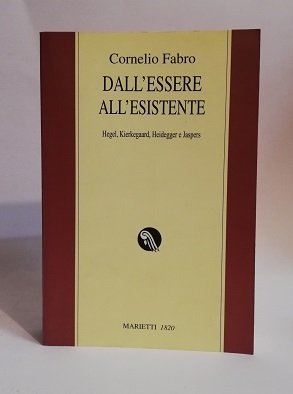 Cornelio Fabro
DALL'ESSERE
ALL'ESISTENTE
Hegel, Kierkegaard, Heidegger e Jaspers
MARIETTI 1820